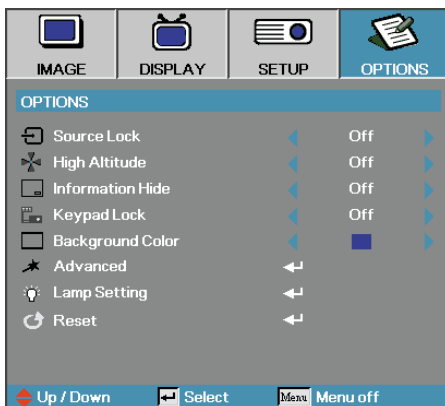 IMAGE DISPLAY SETUP OPTIONS
OPTIONS
Source Lock Off
High Altitude Off
Information Hide Off
Keypad Lock Off
Background Color
Advanced
Lamp Setting
Reset
Up / Down Select Menu Menu off